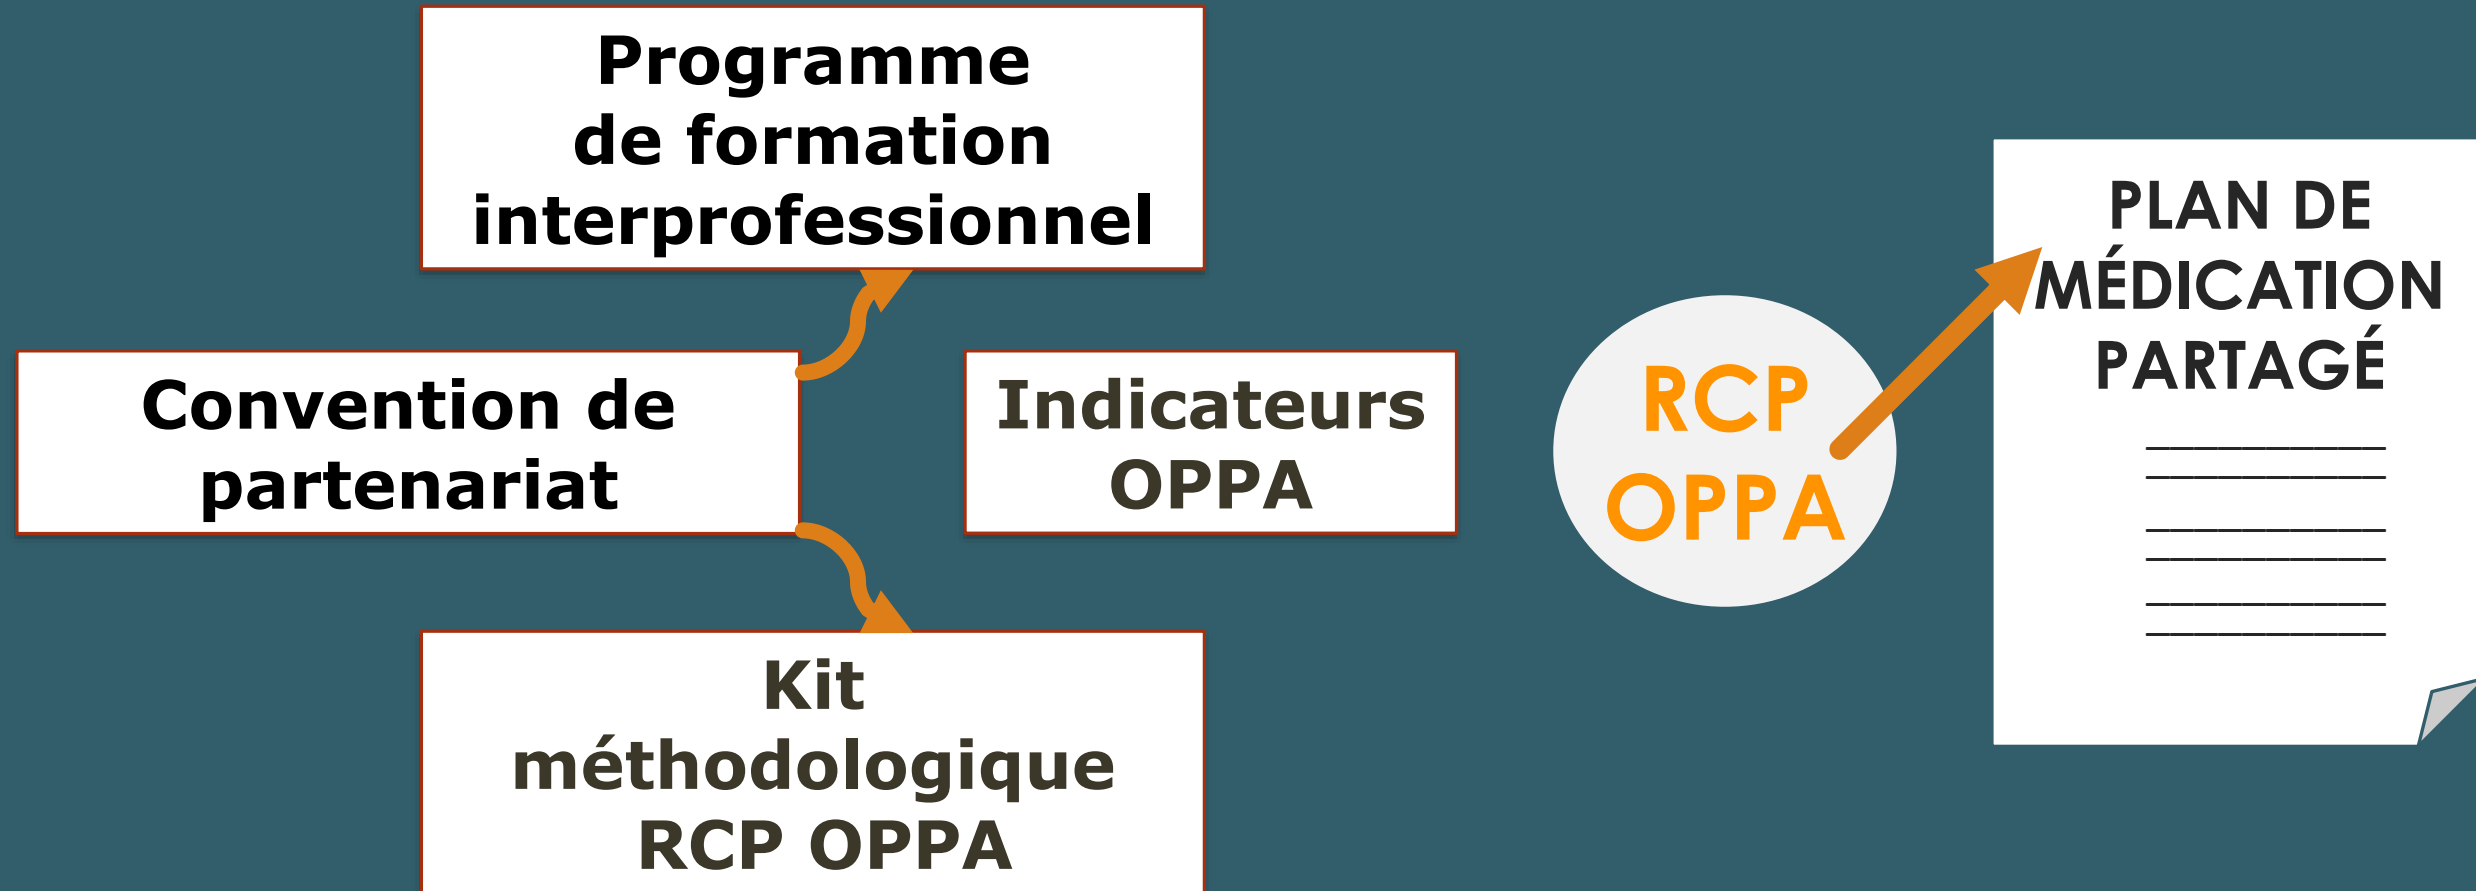 Programme
de formation
interprofessionnel
Convention de
partenariat
Indicateurs
OPPA
Kit
méthodologique
RCP OPPA
RCP
OPPA
PLAN DE
MÉDICATION
PARTAGÉ